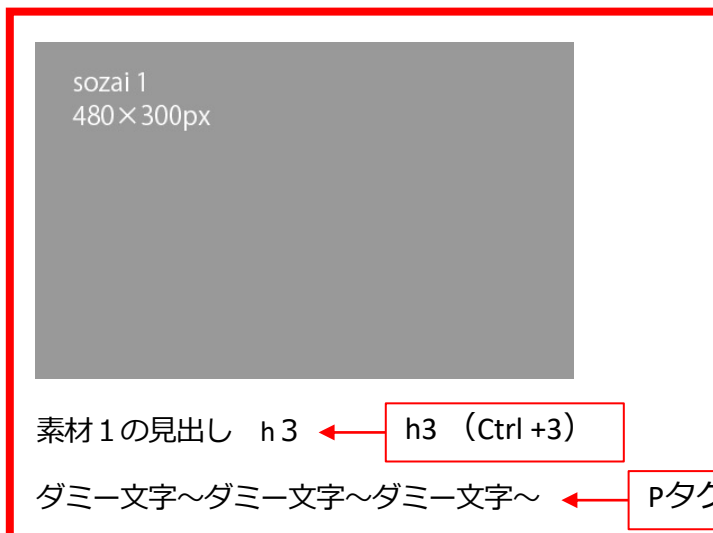 sozai 1
480×300px
素材１の見出し　h３
h3 （Ctrl +3）
ダミー文字～ダミー文字～ダミー文字～
Pタグ